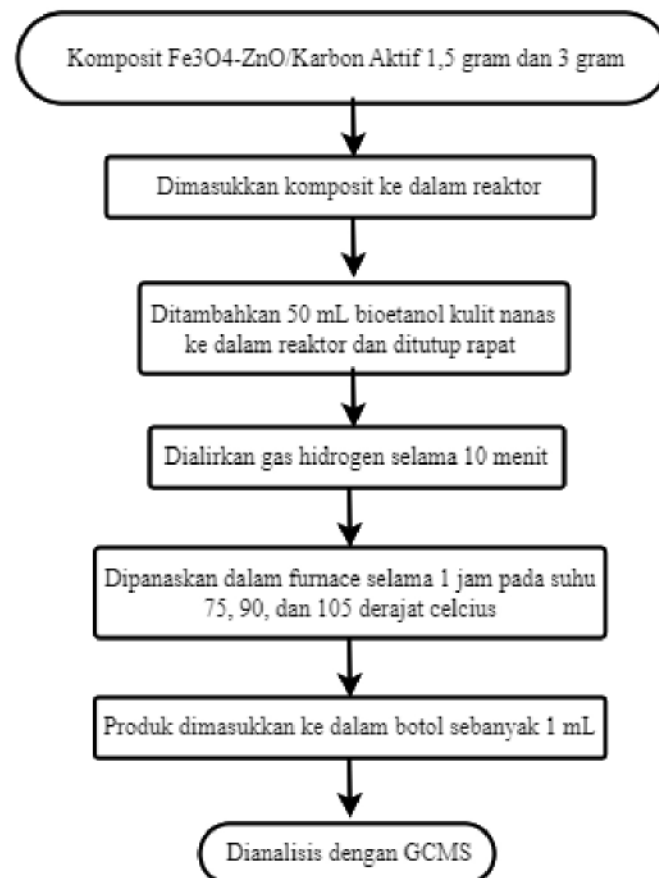 Komposit Fe3O4-ZnO/Karbon Aktif 1,5 gram dan 3 gram
Dimasukkan komposit ke dalam reaktor
Ditambahkan 50 mL bioetanol kulit nanas
ke dalam reaktor dan ditutup rapat
Dialirkan gas hidrogen selama 10 menit
Dipanaskan dalam furnace selama 1 jam pada suhu
75, 90, dan 105 derajat celcius
Produk dimasukkan ke dalam botol sebanyak 1 mL
Dianalisis dengan GCMS